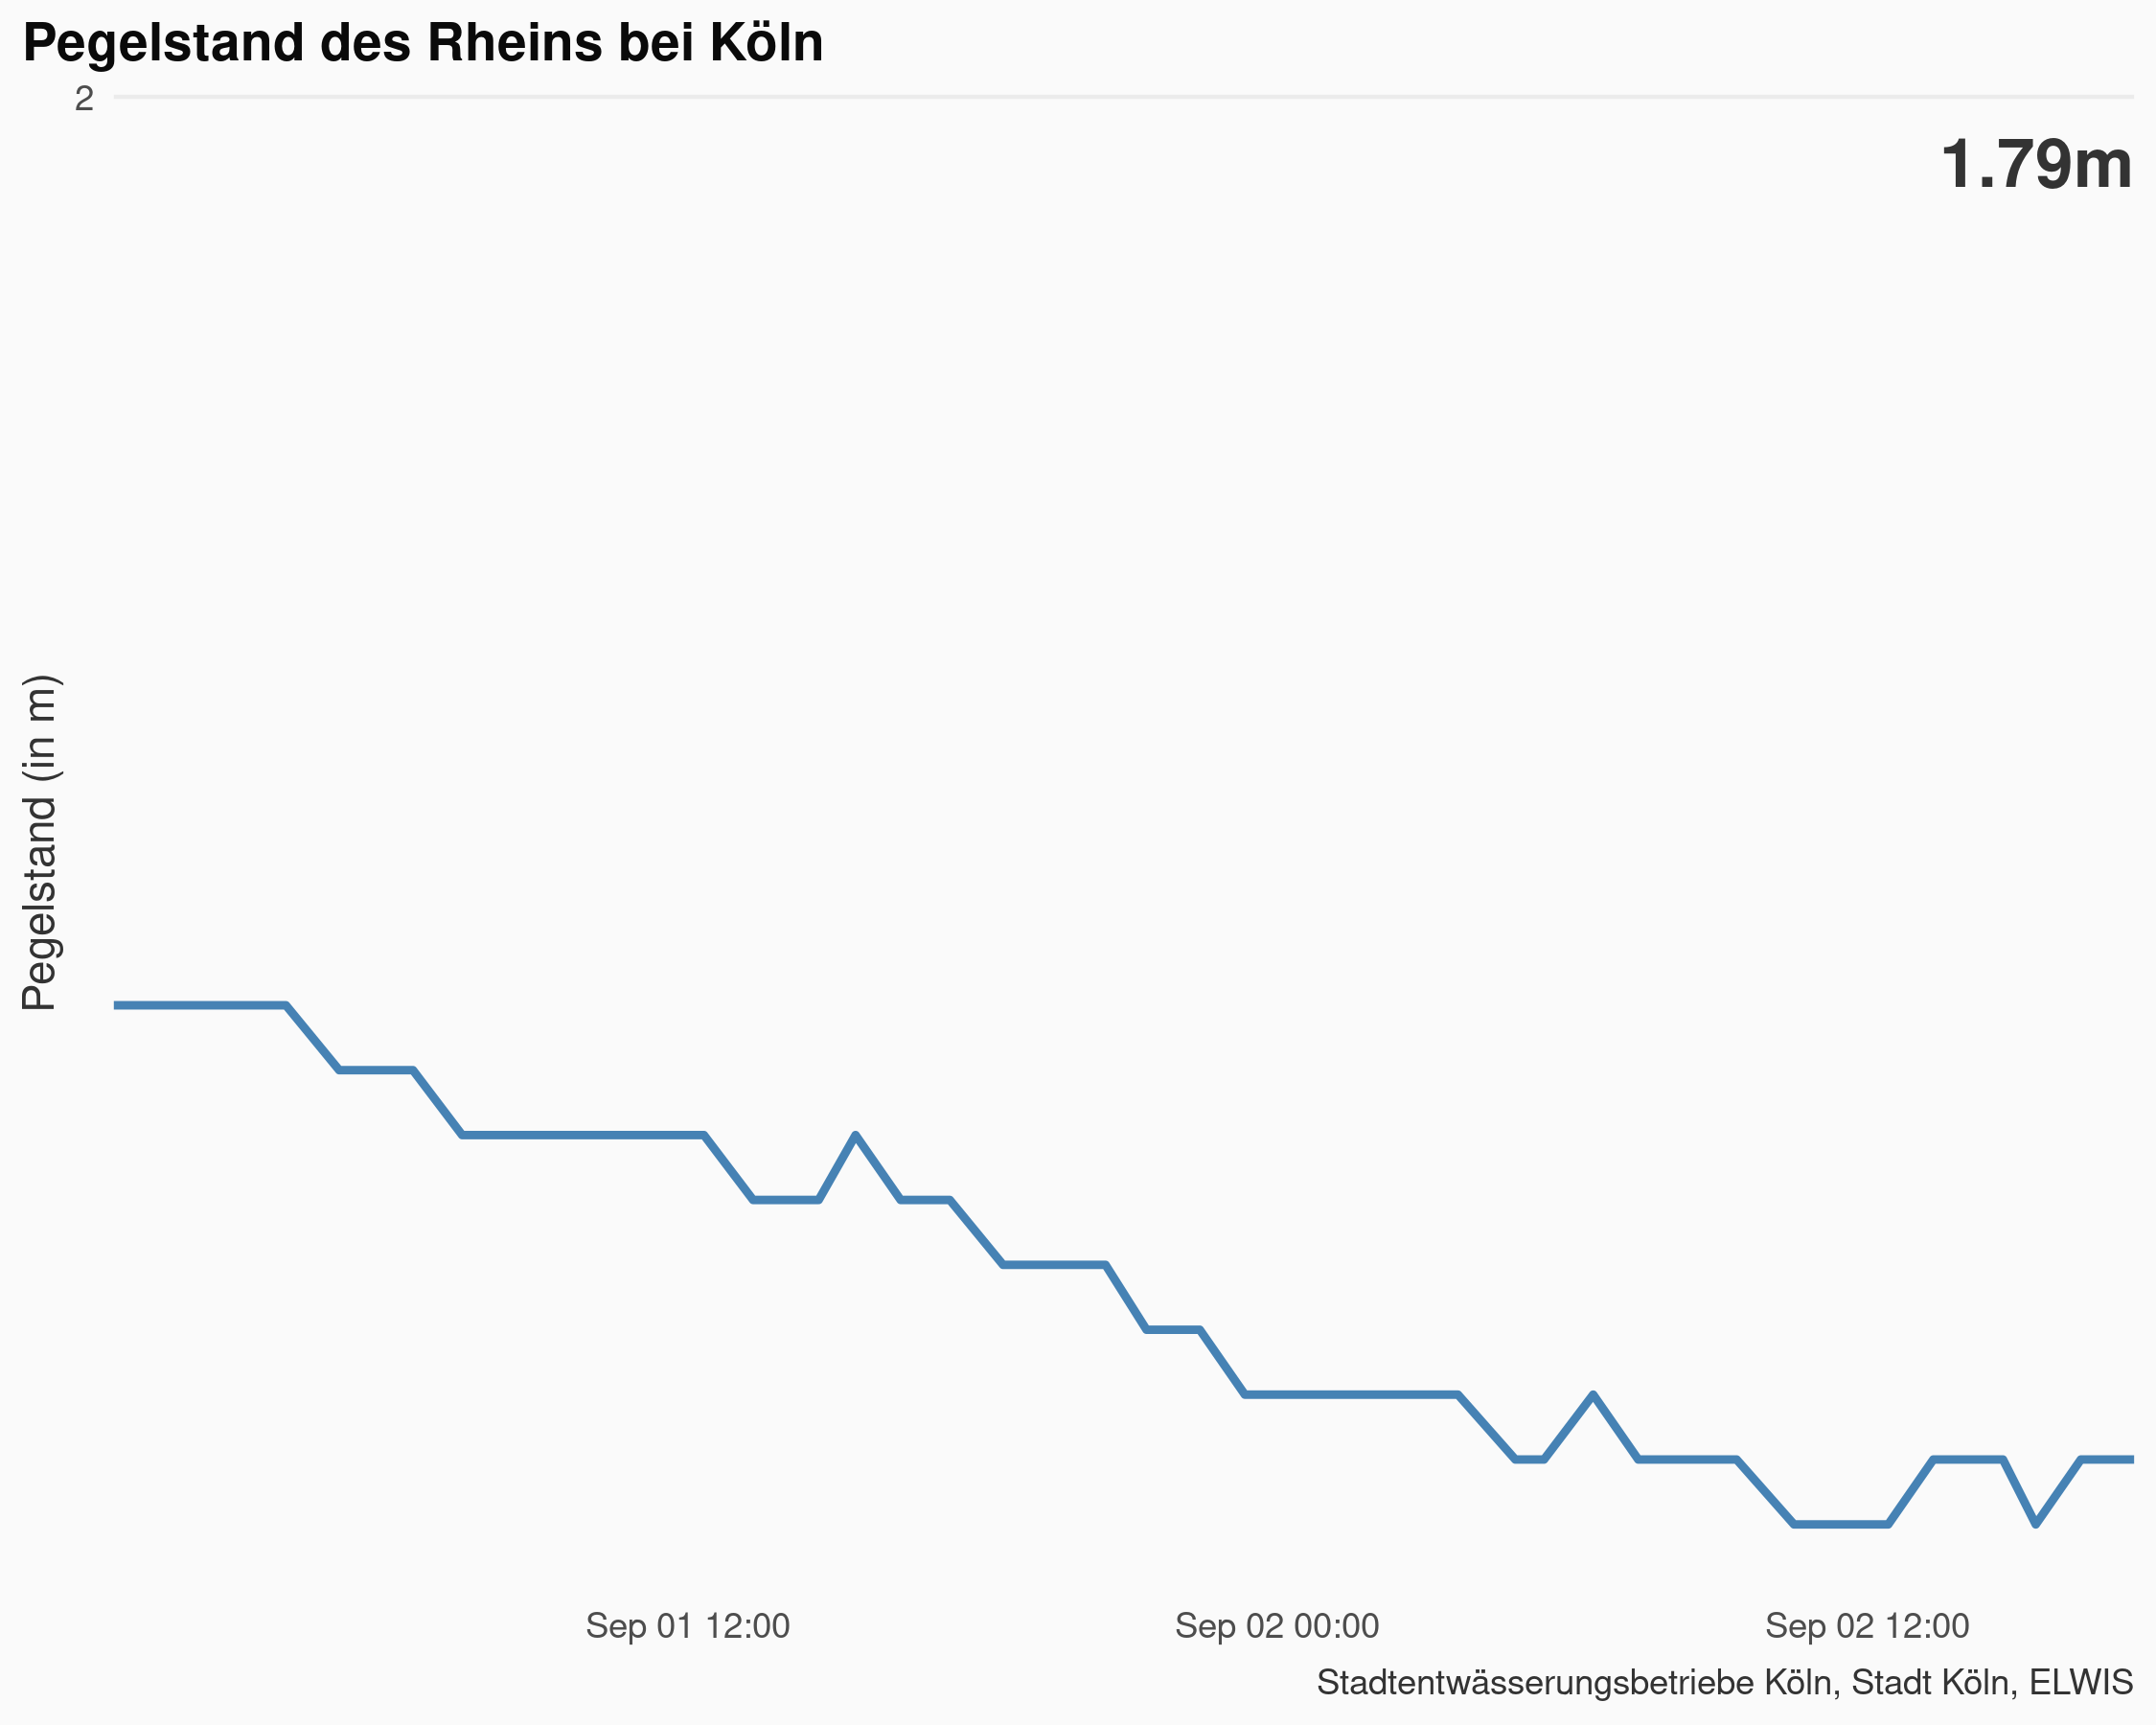 Pegelstand des Rheins bei Köln
2
1.79m
Pegelstand (in m)
Sep 01 12:00
Sep 02 00:00
Sep 02 12:00
Stadtentwässerungsbetriebe Köln, Stadt Köln, ELWIS